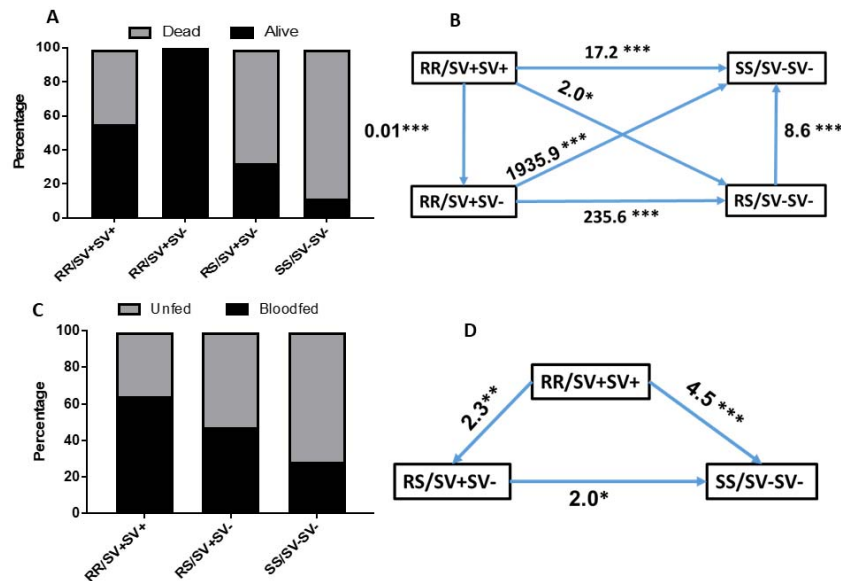 A
Dead Alive
Percentage
100
80
60
40
20
0
RR/SV+SV+
RR/SV+SV-
RS/SV+SV-
SS/SV-SV-
B
RR/SV+SV+
17.2 ***
SS/SV-SV-
2.0*
0.01***
1935.9 ***
8.6 ***
RR/SV+SV-
235.6 ***
RS/SV-SV-
C
Unfed Bloodfed
Percentage
100
80
60
40
20
0
RR/SV+SV+
RS/SV+SV-
SS/SV-SV-
D
RR/SV+SV+
2.3**
4.5 ***
RS/SV+SV-
2.0*
SS/SV-SV-